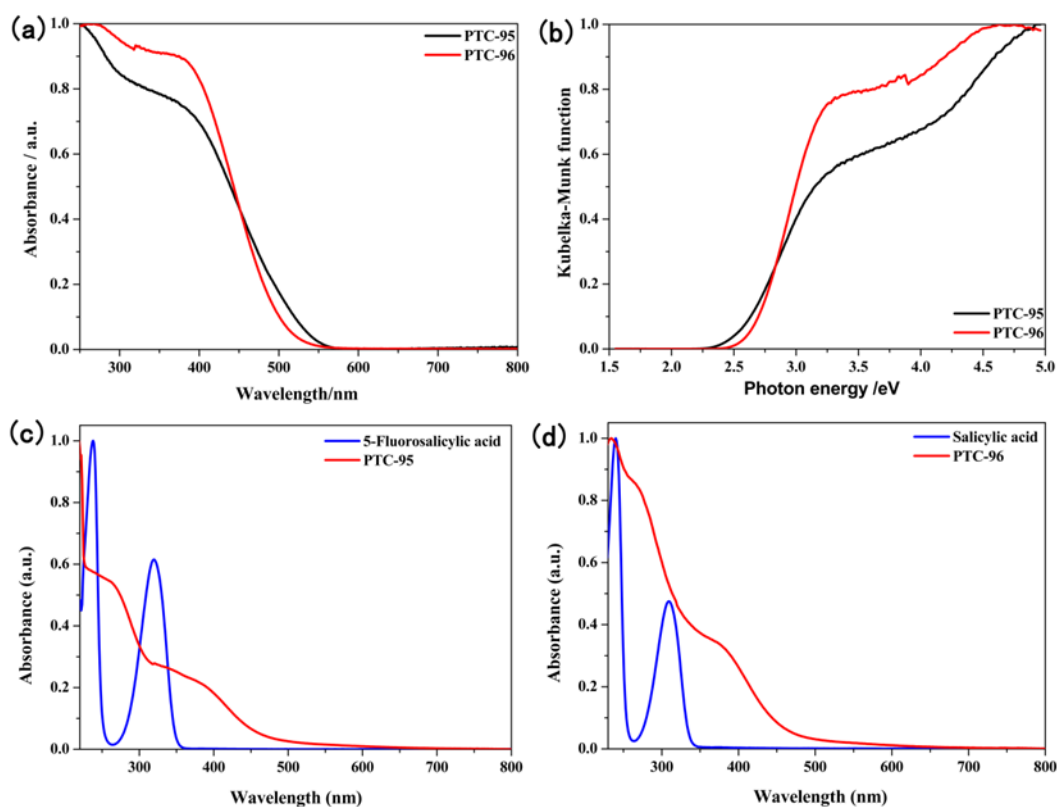 (a)
PTC-95
PTC-96
1.0
0.8
0.6
0.4
0.2
0.0
Absorbance / a.u.
300 400 500 600 700 800
Wavelength/nm
(b)
PTC-95
PTC-96
1.0
0.8
0.6
0.4
0.2
0.0
Kubelka-Munk function
1.5 2.0 2.5 3.0 3.5 4.0 4.5 5.0
Photon energy /eV
(c)
5-Fluorosalicylic acid
PTC-95
1.0
0.8
0.6
0.4
0.2
0.0
Absorbance (a.u.)
300 400 500 600 700 800
Wavelength (nm)
(d)
Salicylic acid
PTC-96
1.0
0.8
0.6
0.4
0.2
0.0
Absorbance (a.u.)
300 400 500 600 700 800
Wavelength (nm)